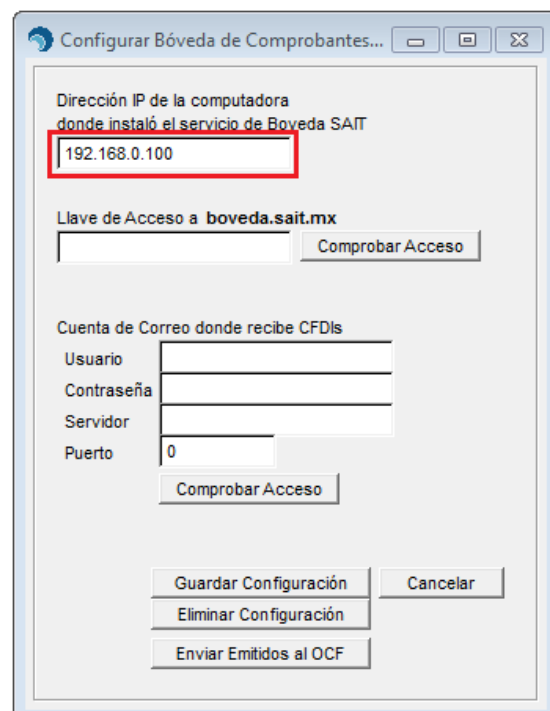 Configurar Bóveda de Comprobantes...
Dirección IP de la computadora
donde instaló el servicio de Boveda SAIT
192.168.0.100
Llave de Acceso a boveda.sait.mx
Comprobar Acceso
Cuenta de Correo donde recibe CFDIs
Usuario
Contraseña
Servidor
Puerto 0
Comprobar Acceso
Guardar Configuración Cancelar
Eliminar Configuración
Enviar Emitidos al OCF